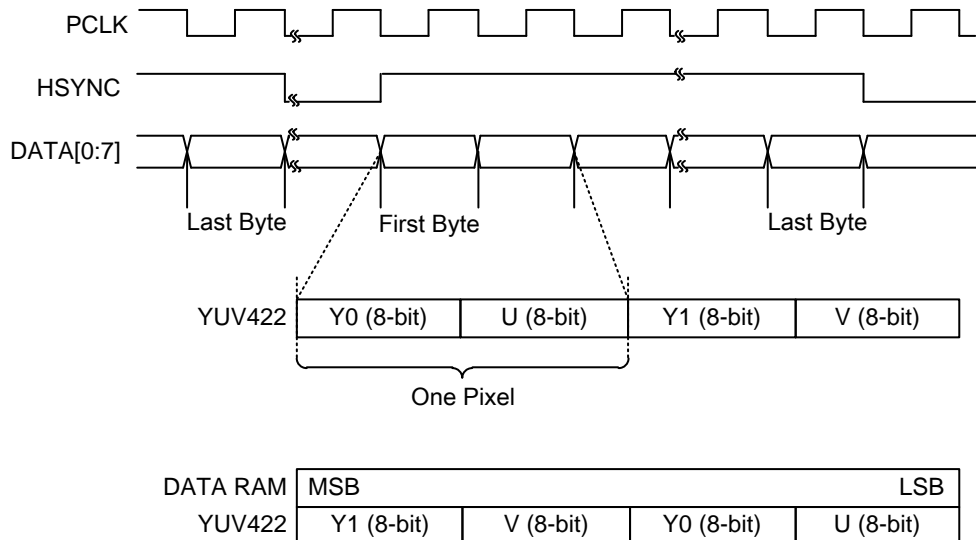 PCLK
HSYNC
DATA[0:7]
Last Byte First Byte Last Byte
YUV422 Y0 (8-bit) U (8-bit) Y1 (8-bit) V (8-bit)
One Pixel
DATA RAM MSB LSB
YUV422 Y1 (8-bit) V (8-bit) Y0 (8-bit) U (8-bit)